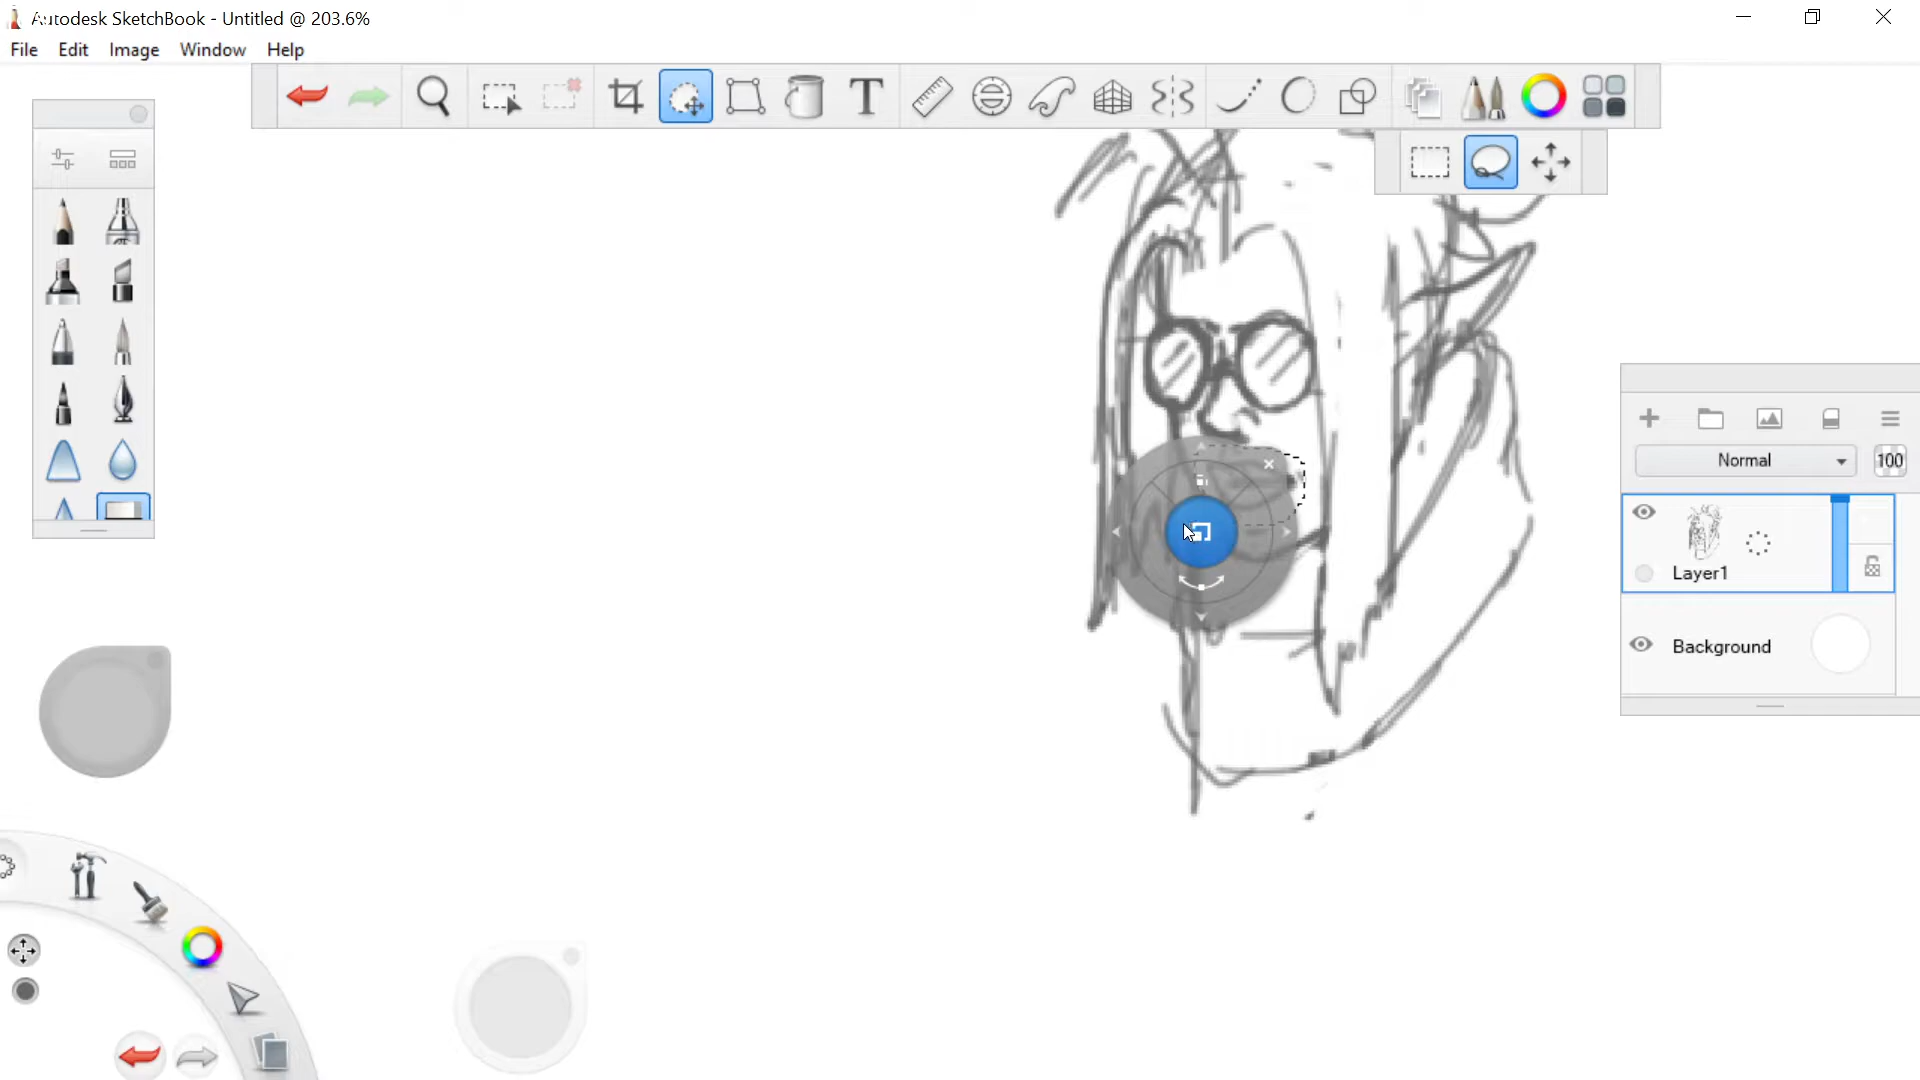 Autodesk SketchBook - Untitled @ 203.6%
File Edit Image Window Help
T
Normal 100
Layer1
Background